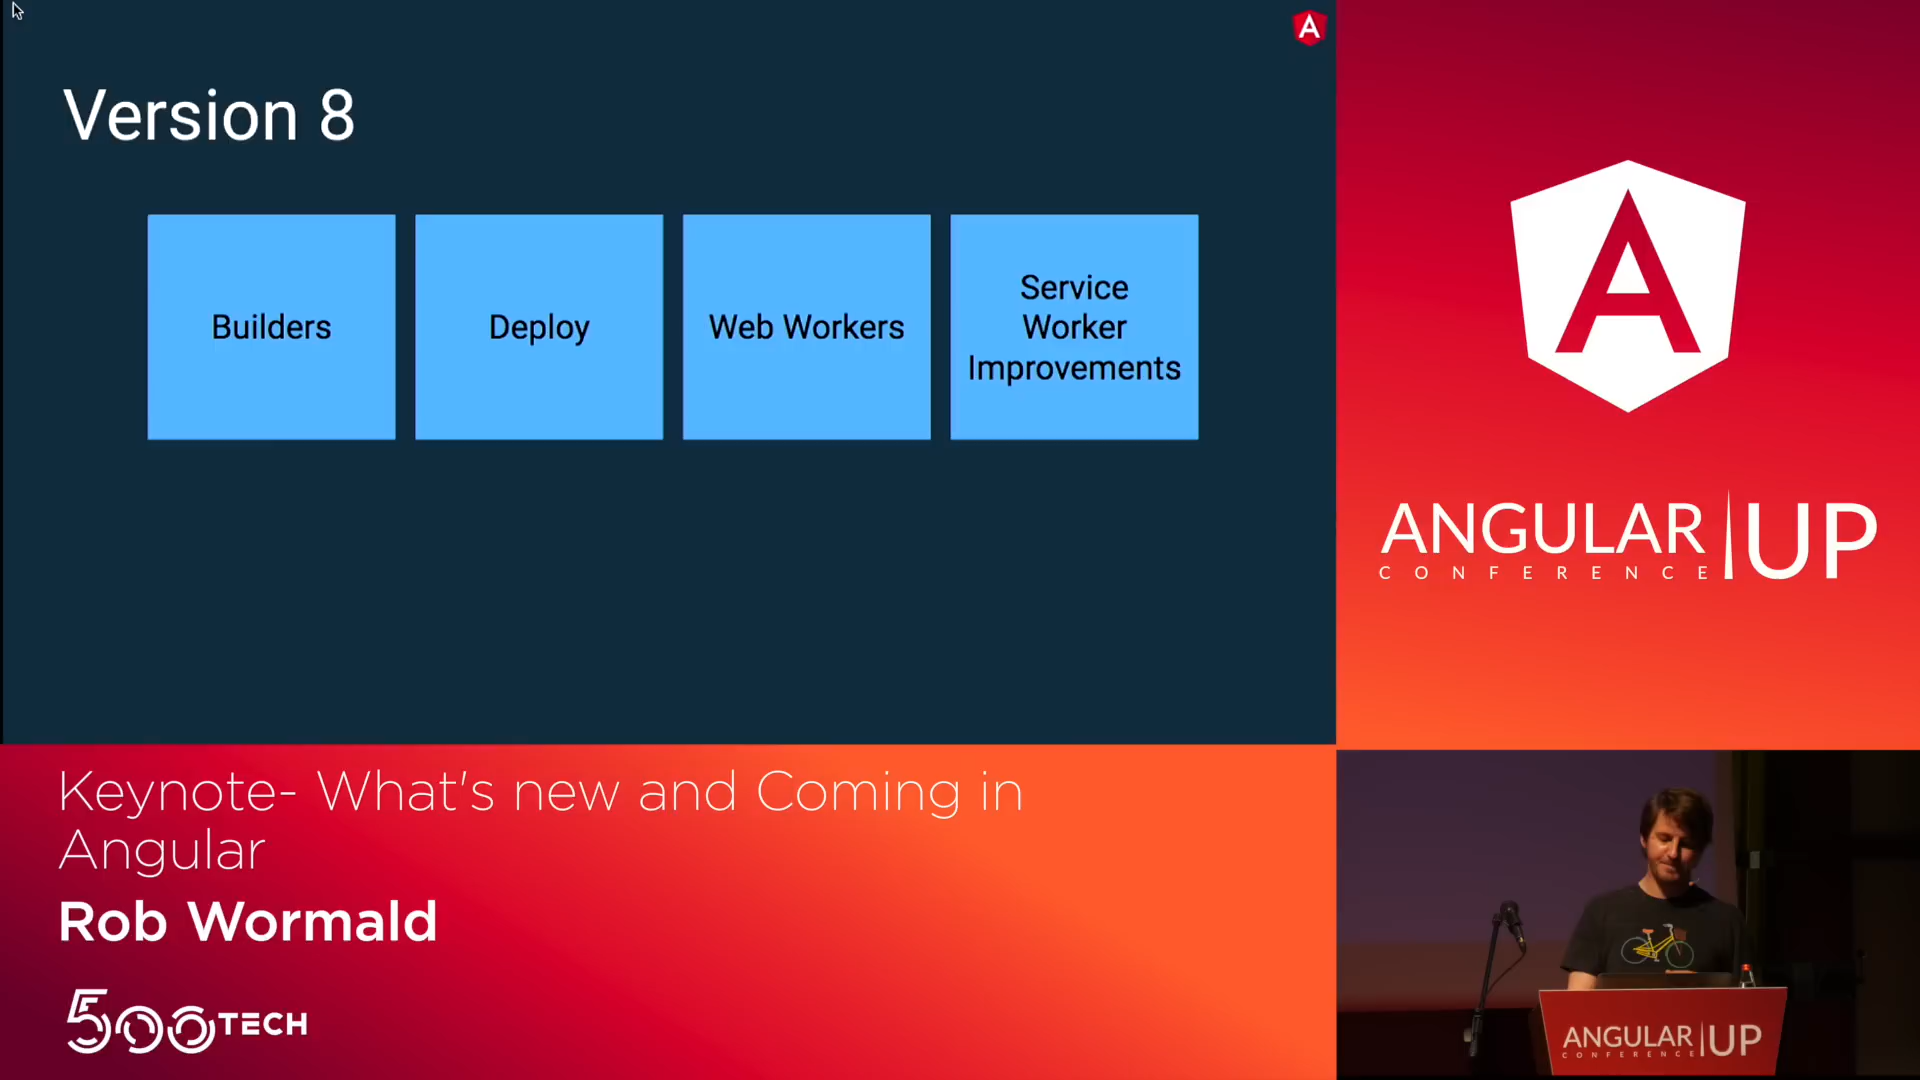 Version 8
Builders
Deploy
Web Workers
Service
Worker
Improvements
A
ANGULAR UP
CONFERENCE
Keynote- What's new and Coming in
Angular
Rob Wormald
500TECH
ANGULAR UP
CONFERENCE